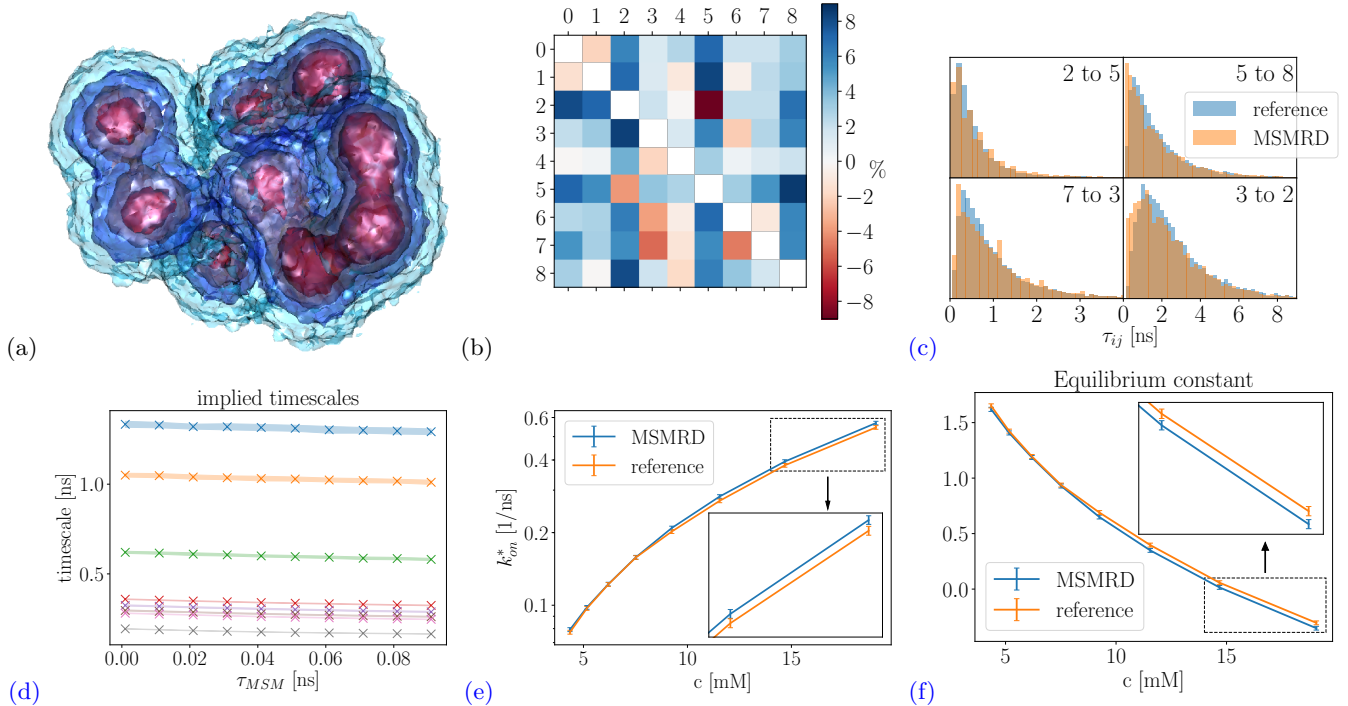 (a)
0 1 2 3 4 5 6 7 8
0
1
2
3
4
5
6
7
8
8
6
4
2
0
−2
−4
−6
−8
%
(b)
2 to 5
5 to 8
7 to 3
3 to 2
reference
MSMRD
0 1 2 3
0 2 4 6 8
τij [ns]
(c)
implied timescales
timescale [ns]
1.0
0.5
0.00 0.02 0.04 0.06 0.08
τMSM [ns]
(d)
k*on [1/ns]
0.6
0.4
0.2
0.1
MSMRD
reference
5 10 15
c [mM]
(e)
Equilibrium constant
1.5
1.0
0.5
0.0
MSMRD
reference
5 10 15
c [mM]
(f)